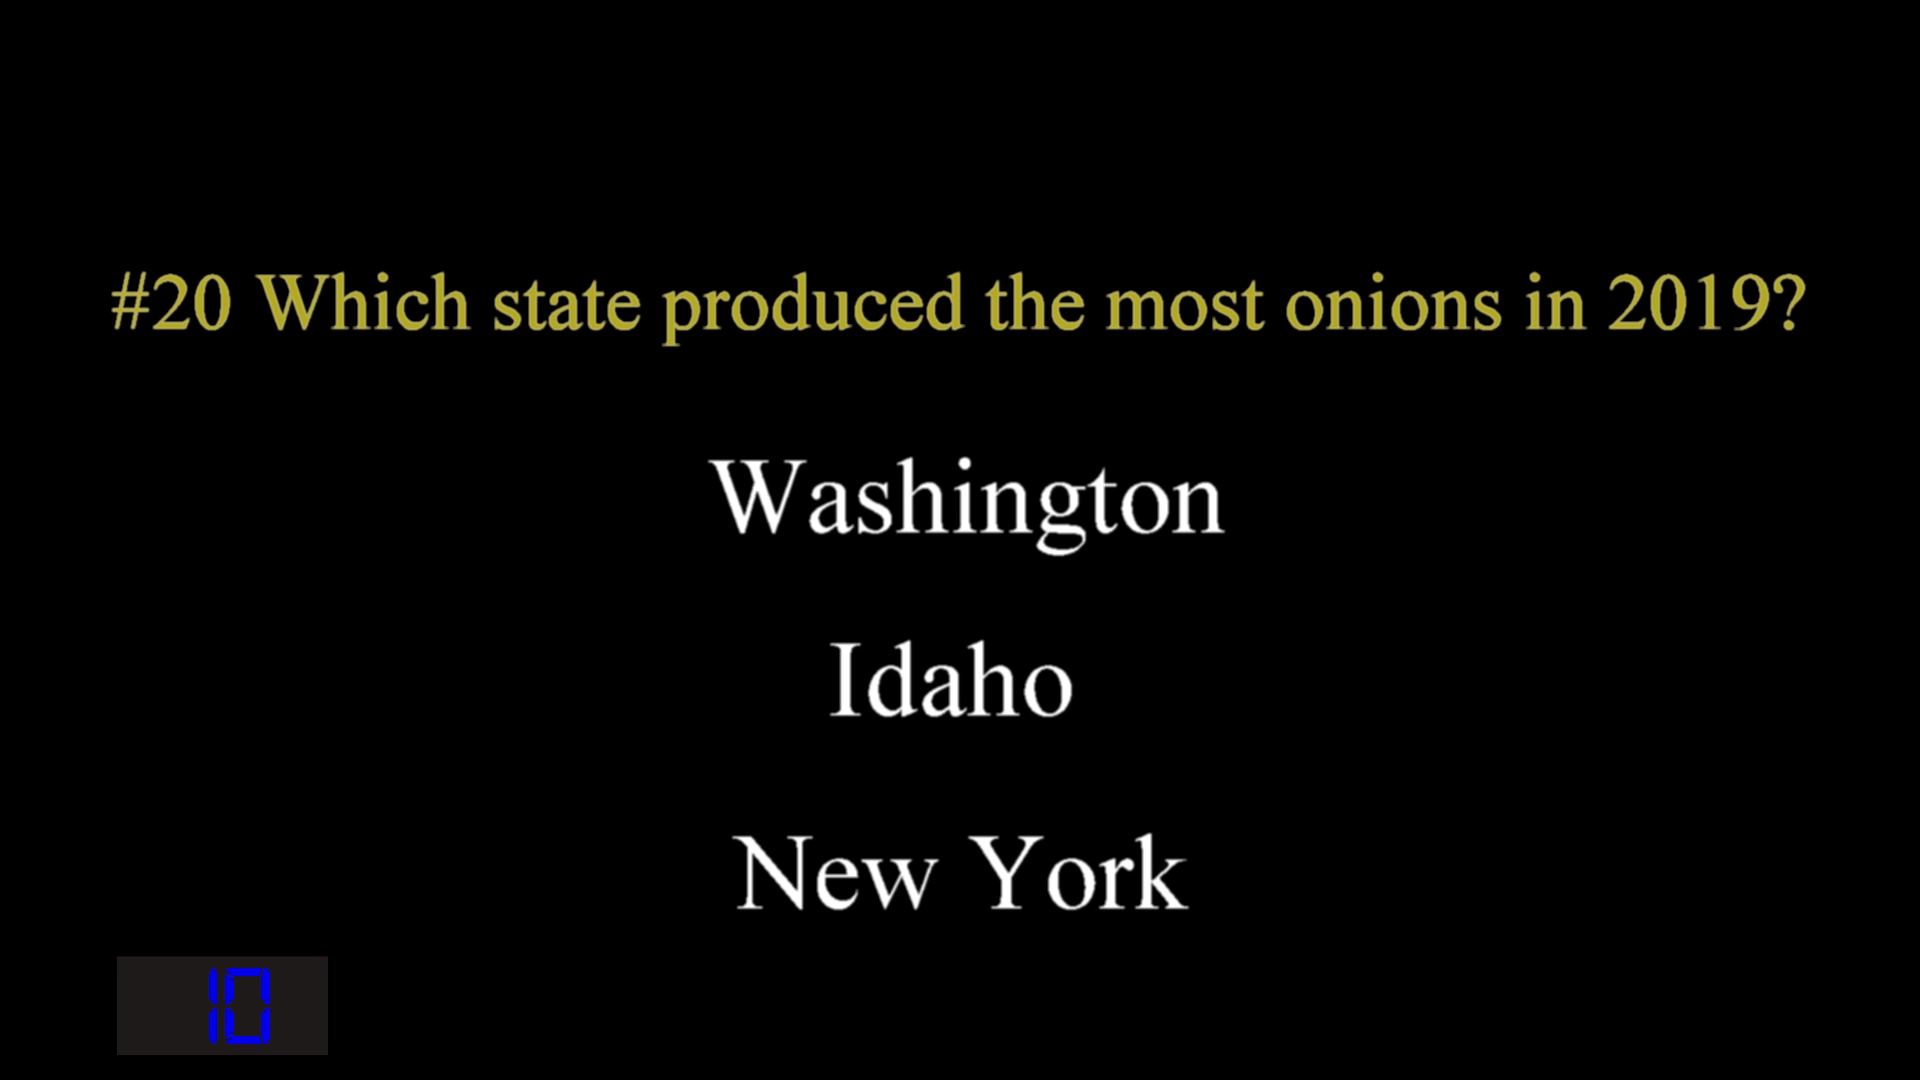 #20 Which state produced the most onions in 2019?
Washington
Idaho
New York
10